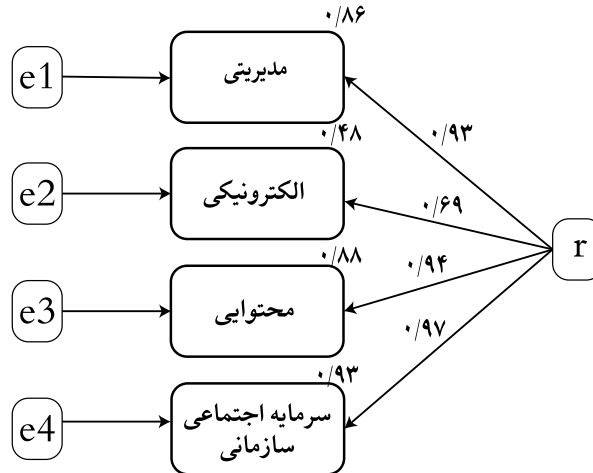 ۰/۸۶
e1
مدیریتی
۰/۹۳
۰/۴۸
e2
الکترونیکی
۰/۶۹
r
۰/۸۸
e3
محتوایی
۰/۹۴
۰/۹۷
۰/۹۳
e4
سرمایه اجتماعی
سازمانی